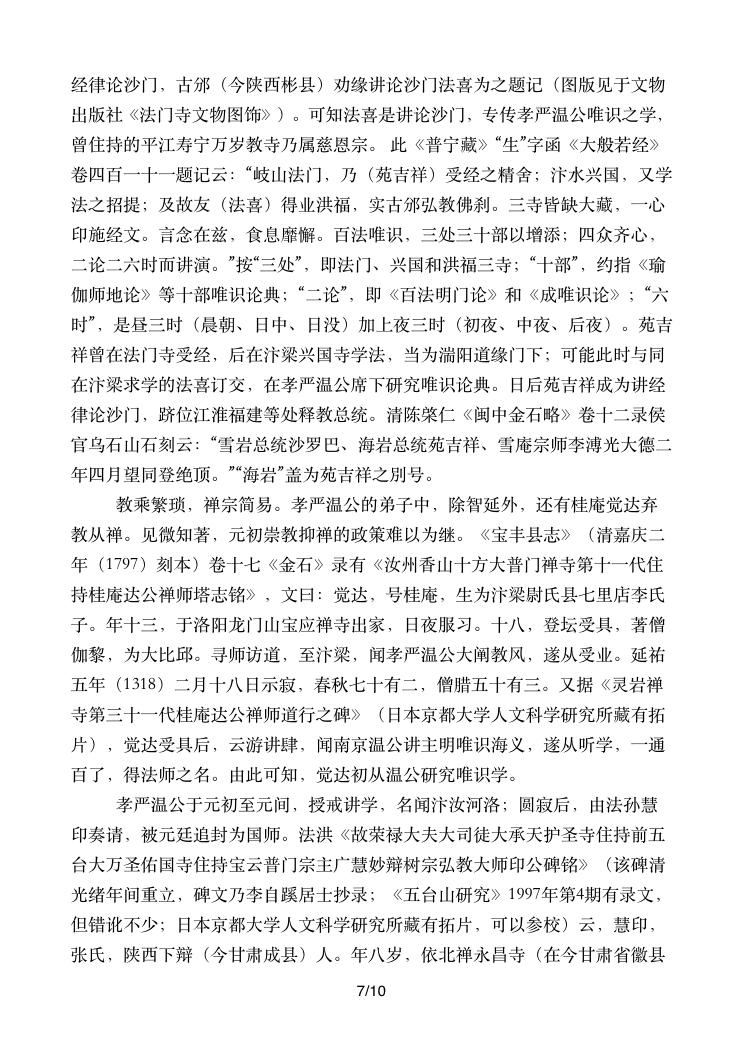 经律论沙门，古邠（今陕西彬县）劝缘讲论沙门法喜为之题记（图版见于文物
出版社《法门寺文物图饰》）。可知法喜是讲论沙门，专传孝严温公唯识之学，
曾住持的平江寿宁万岁教寺乃属慈恩宗。 此《普宁藏》“生”字函《大般若经》
卷四百一十一题记云：“岐山法门，乃（苑吉祥）受经之精舍；汴水兴国，又学
法之招提；及故友（法喜）得业洪福，实古邠弘教佛刹。三寺皆缺大藏，一心
印施经文。言念在兹，食息靡懈。百法唯识，三处三十部以增添；四众齐心，
二论二六时而讲演。”按“三处”，即法门、兴国和洪福三寺；“十部”，约指《瑜
伽师地论》等十部唯识论典；“二论”，即《百法明门论》和《成唯识论》；“六
时”，是昼三时（晨朝、日中、日没）加上夜三时（初夜、中夜、后夜）。苑吉
祥曾在法门寺受经，后在汴梁兴国寺学法，当为湍阳道缘门下；可能此时与同
在汴梁求学的法喜订交，在孝严温公席下研究唯识论典。日后苑吉祥成为讲经
律论沙门，跻位江淮福建等处释教总统。清陈棨仁《闽中金石略》卷十二录侯
官乌石山石刻云：“雪岩总统沙罗巴、海岩总统苑吉祥、雪庵宗师李溥光大德二
年四月望同登绝顶。”“海岩”盖为苑吉祥之別号。
教乘繁琐，禅宗简易。孝严温公的弟子中，除智延外，还有桂庵觉达弃
教从禅。见微知著，元初崇教抑禅的政策难以为继。《宝丰县志》（清嘉庆二
年（1797）刻本）卷十七《金石》录有《汝州香山十方大普门禅寺第十一代住
持桂庵达公禅师塔志铭》，文曰：觉达，号桂庵，生为汴梁尉氏县七里店李氏
子。年十三，于洛阳龙门山宝应禅寺出家，日夜服习。十八，登坛受具，著僧
伽黎，为大比邱。寻师访道，至汴梁，闻孝严温公大阐教风，遂从受业。延祐
五年（1318）二月十八日示寂，春秋七十有二，僧腊五十有三。又据《灵岩禅
寺第三十一代桂庵达公禅师道行之碑》（日本京都大学人文科学研究所藏有拓
片），觉达受具后，云游讲肆，闻南京温公讲主明唯识海义，遂从听学，一通
百了，得法师之名。由此可知，觉达初从温公研究唯识学。
孝严温公于元初至元间，授戒讲学，名闻汴汝河洛；圆寂后，由法孙慧
印奏请，被元廷追封为国师。法洪《故荣禄大夫大司徒大承天护圣寺住持前五
台大万圣佑国寺住持宝云普门宗主广慧妙辩树宗弘教大师印公碑铭》（该碑清
光绪年间重立，碑文乃李自蹊居士抄录；《五台山研究》1997年第4期有录文，
但错讹不少；日本京都大学人文科学研究所藏有拓片，可以参校）云，慧印，
张氏，陕西下辩（今甘肃成县）人。年八岁，依北禅永昌寺（在今甘肃省徽县
7/10